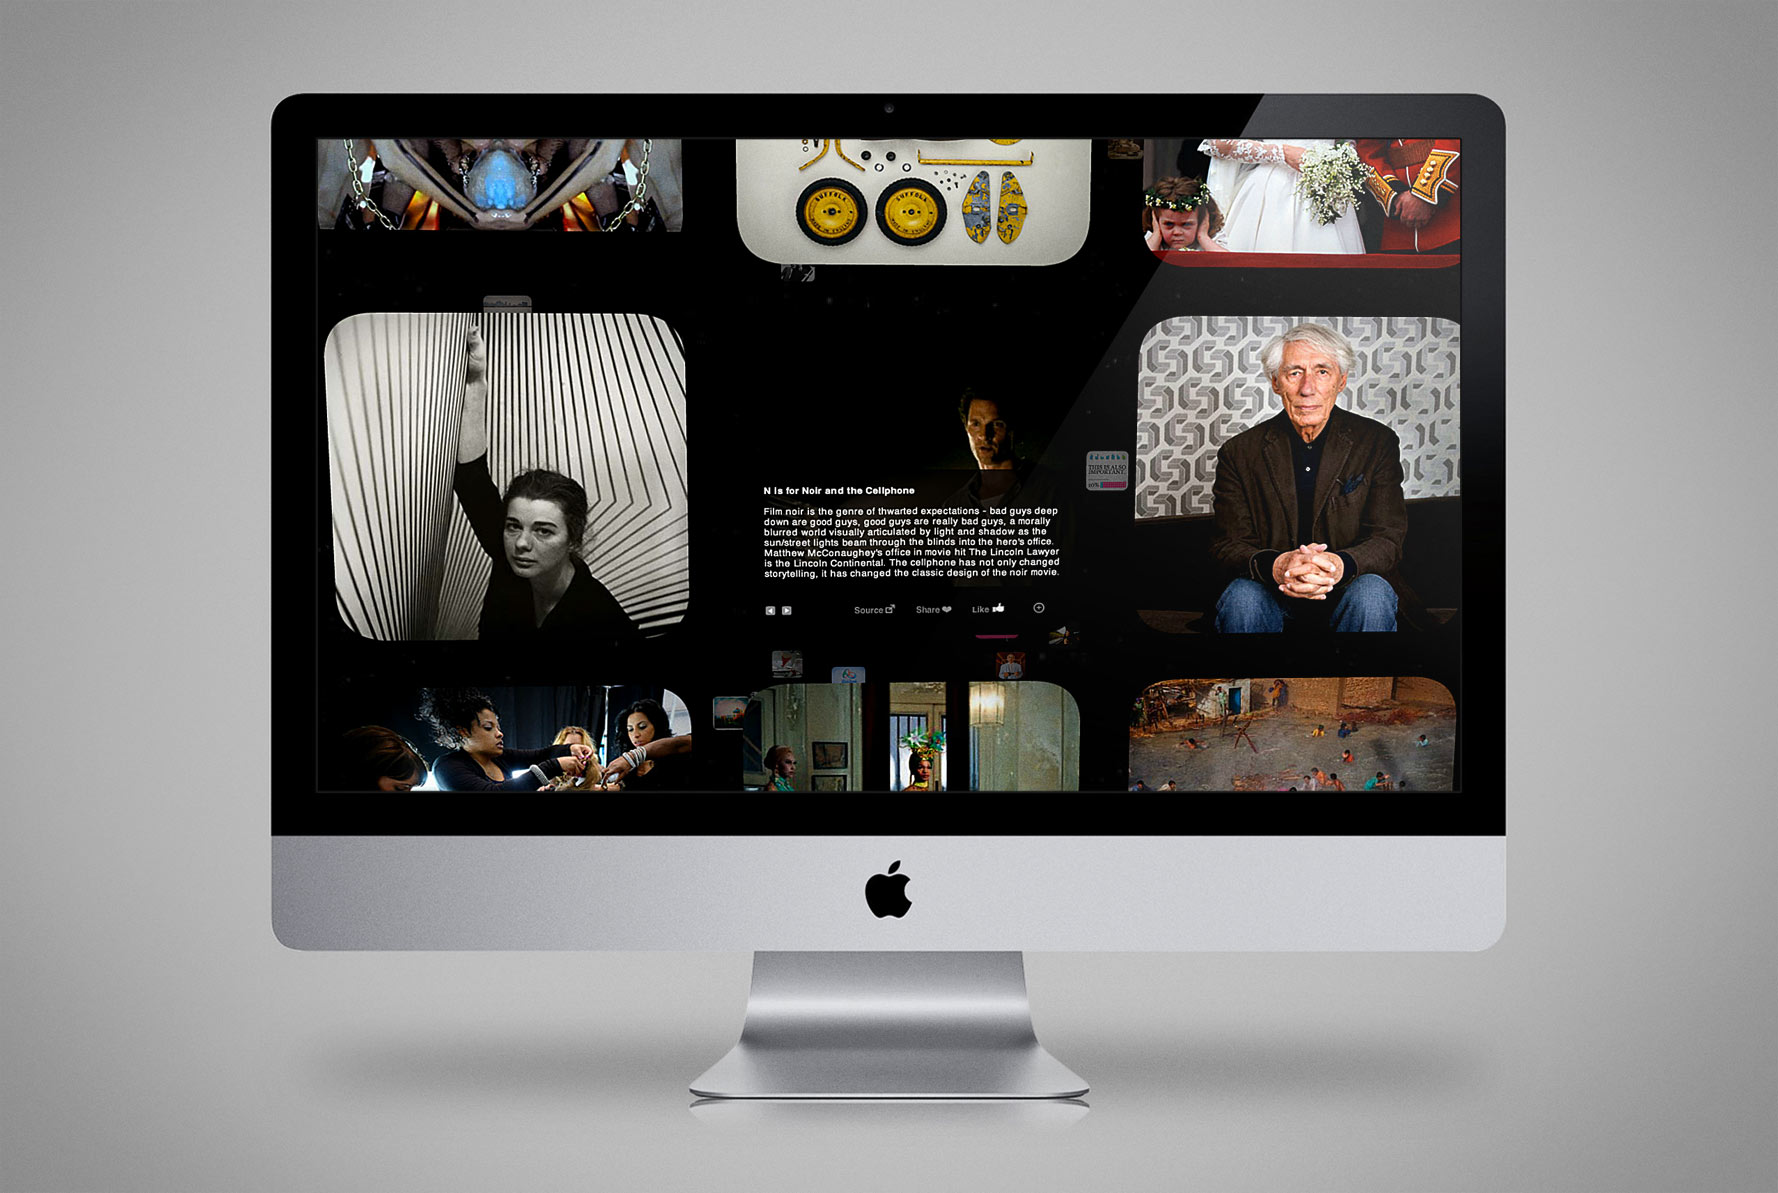 SUFFOLK
SUFFOLK
THIS IS ALSO
IMPORTANT.
10%
N is for Noir and the Cellphone
Film noir is the genre of thwarted expectations - bad guys deep
down are good guys, good guys are really bad guys, a morally
blurred world visually articulated by light and shadow as the
sun/street lights beam through the blinds into the hero's office.
Matthew McConaughey's office in movie hit The Lincoln Lawyer
is the Lincoln Continental. The cellphone has not only changed
storytelling, it has changed the classic design of the noir movie.
Source Share Like